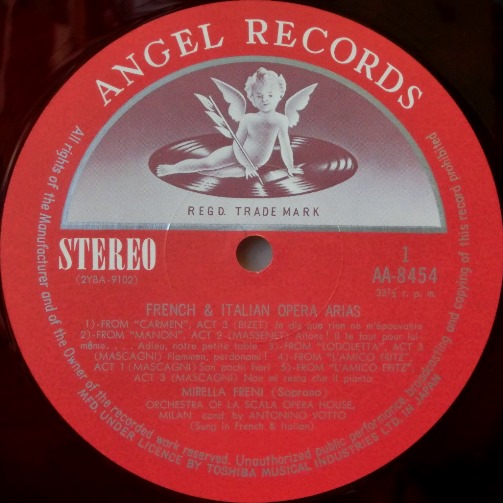 ANGEL RECORDS
REGD. TRADE MARK
STEREO
(2YBA-9102)
1
AA-8454
33⅓ r. p. m.
FRENCH & ITALIAN OPERA ARIAS
1)-FROM "CARMEN", ACT 3 (BIZET) Je dis que rien ne m'épouvante
2)-FROM "MANON", ACT 2 (MASSENET) Allons! Il le faut pour lui-
même... Adieu, notre petite table 3)-FROM "LODOLETTA", ACT 3
(MASCAGNI) Flammen, perdonami! 4)-FROM "L'AMICO FRITZ",
ACT 1 (MASCAGNI) Son pochi fiori 5)-FROM "L'AMICO FRITZ",
ACT 3 (MASCAGNI) Non mi resta che il pianto
MIRELLA FRENI (Soprano)
ORCHESTRA OF LA SCALA OPERA HOUSE,
MILAN cond. by ANTONINO VOTTO
(Sung in French & Italian)
All rights of the Manufacturer and of the Owner of the recorded work reserved. Unauthorized public performance, broadcasting and copying of this record prohibited
MFD. UNDER LICENCE BY TOSHIBA MUSICAL INDUSTRIES LTD. IN JAPAN